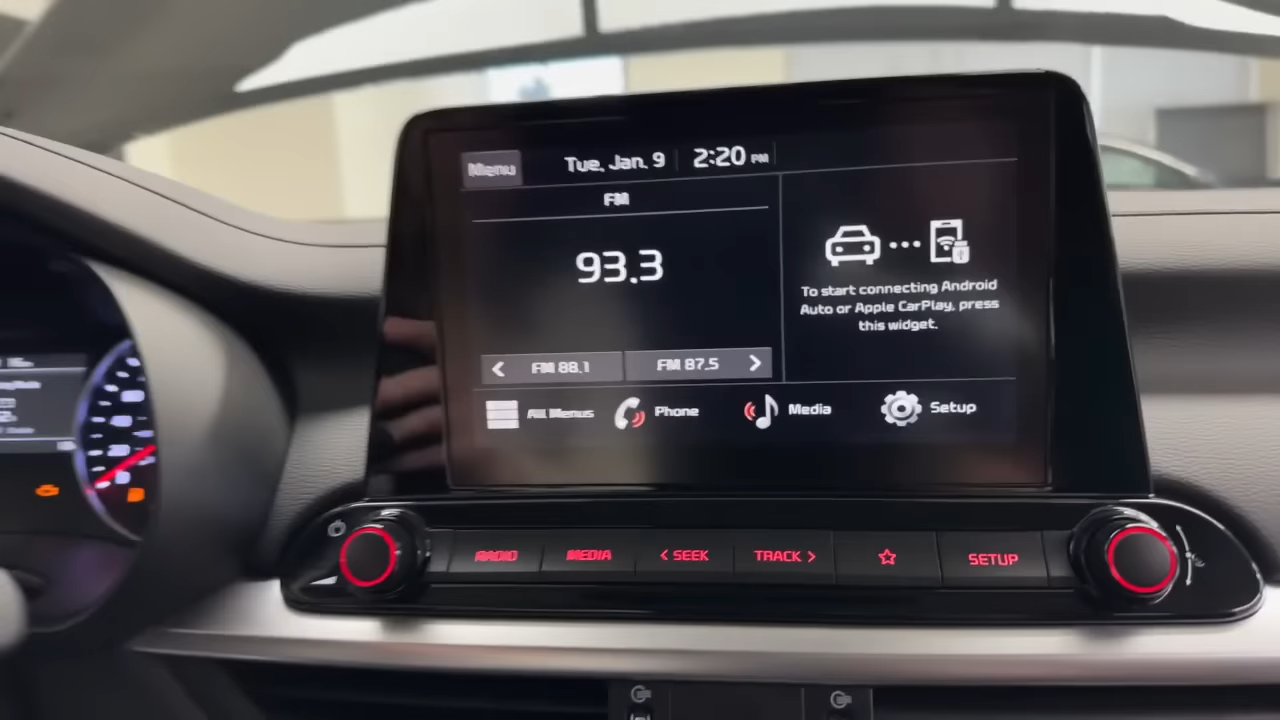 Menu
Tue, Jan. 9
2:20 PM
FM
93.3
To start connecting Android
Auto or Apple CarPlay, press
this widget.
< FM 88.1
FM 87.5 >
All Menus
Phone
Media
Setup
RADIO
MEDIA
< SEEK
TRACK >
SETUP